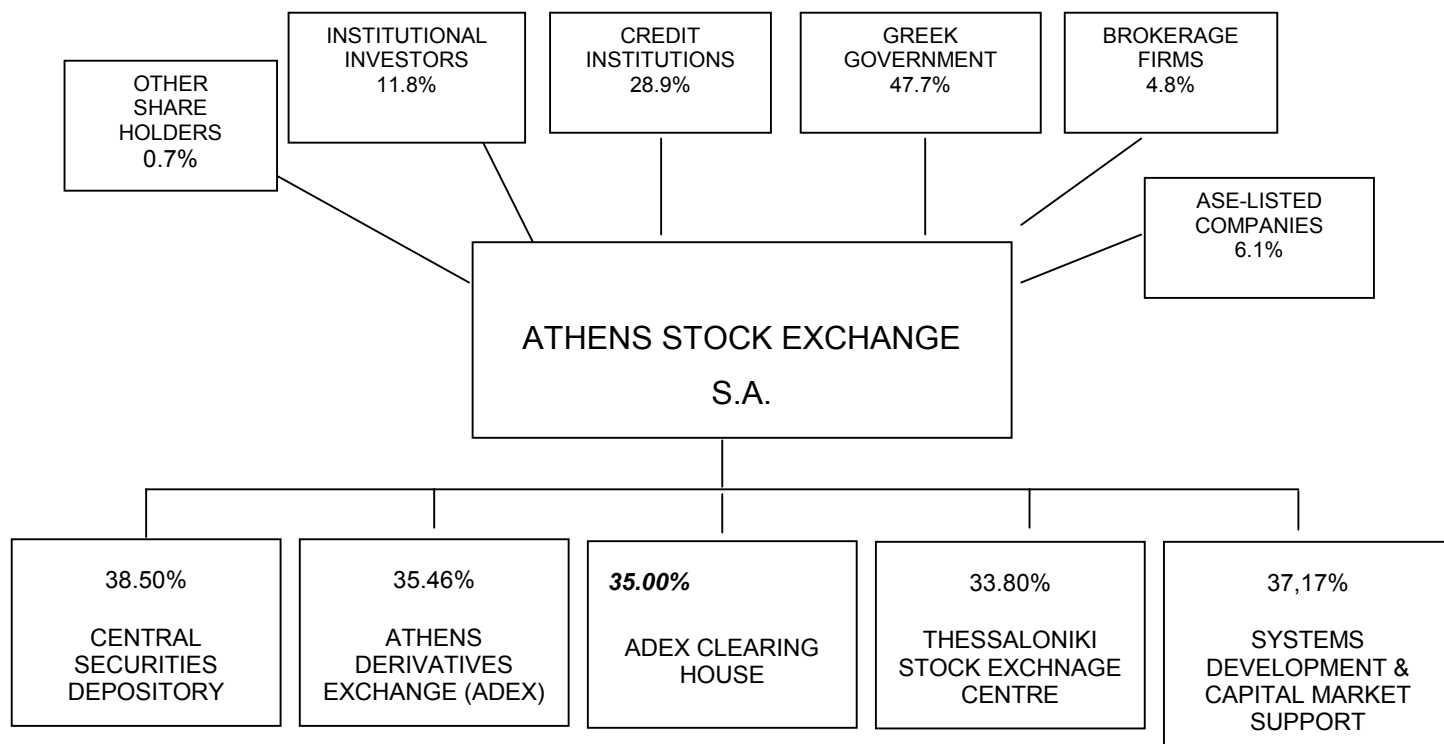 OTHER
SHARE
HOLDERS
0.7%
INSTITUTIONAL
INVESTORS
11.8%
CREDIT
INSTITUTIONS
28.9%
GREEK
GOVERNMENT
47.7%
BROKERAGE
FIRMS
4.8%
ASE-LISTED
COMPANIES
6.1%
ATHENS STOCK EXCHANGE
S.A.
38.50%
CENTRAL
SECURITIES
DEPOSITORY
35.46%
ATHENS
DERIVATIVES
EXCHANGE (ADEX)
35.00%
ADEX CLEARING
HOUSE
33.80%
THESSALONIKI
STOCK EXCHNAGE
CENTRE
37,17%
SYSTEMS
DEVELOPMENT &
CAPITAL MARKET
SUPPORT